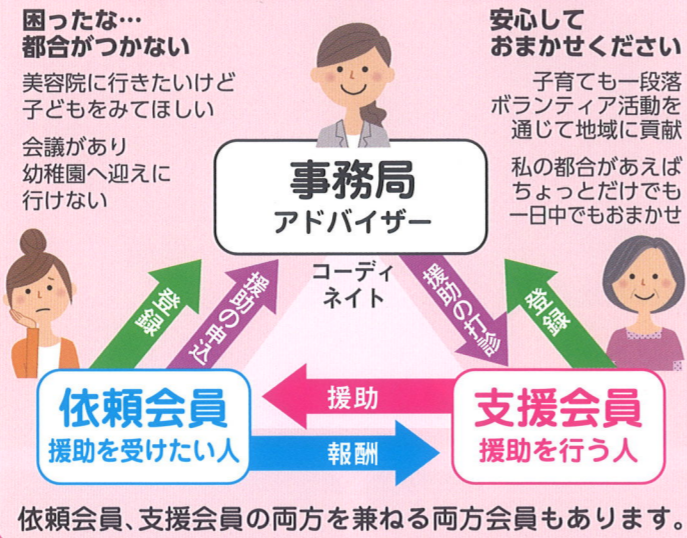 困ったな…
都合がつかない
美容院に行きたいけど
子どもをみてほしい
会議があり
幼稚園へ迎えに
行けない
安心して
おまかせください
子育ても一段落
ボランティア活動を
通じて地域に貢献
私の都合があえば
ちょっとだけでも
一日中でもおまかせ
事務局
アドバイザー
コーディ
ネイト
登録
援助の申込
援助の打診
登録
依頼会員
援助を受けたい人
援助
報酬
支援会員
援助を行う人
依頼会員、支援会員の両方を兼ねる両方会員もあります。